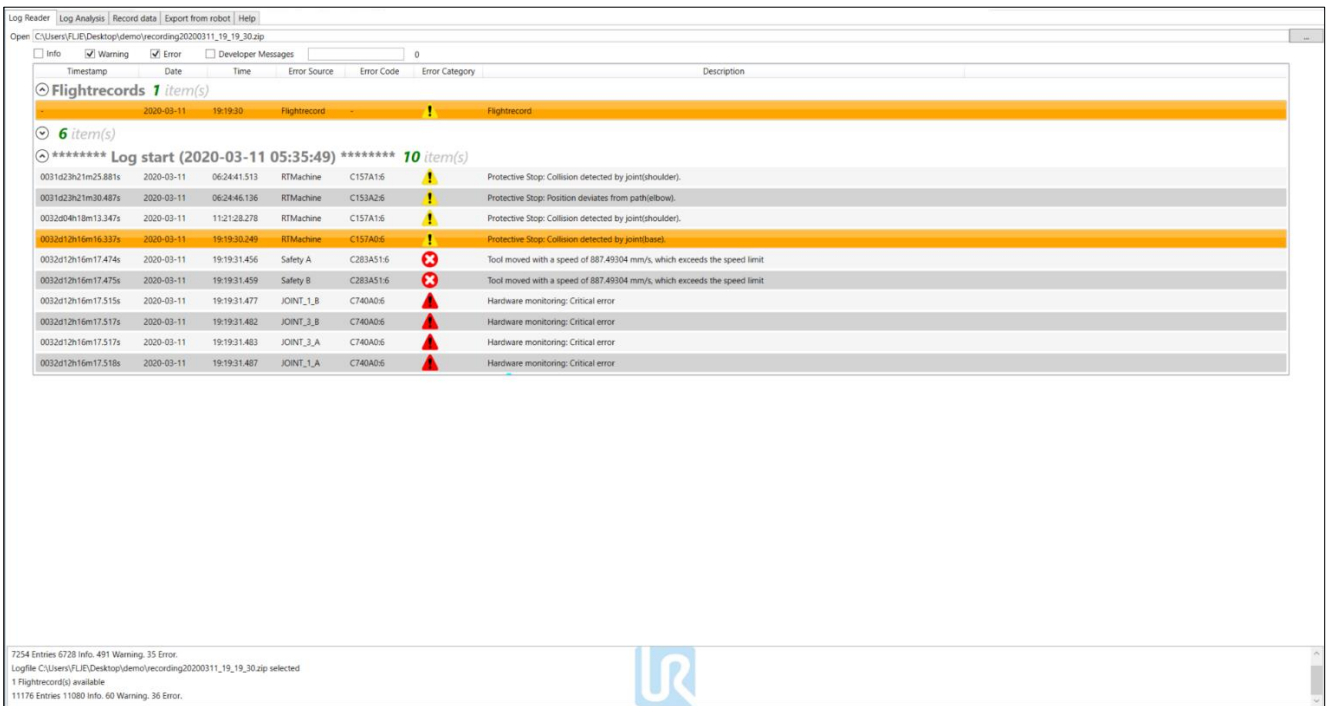 Log Reader Log Analysis Record data Export from robot Help
Open C:\Users\FLJE\Desktop\demo\recording20200311_19_19_30.zip ...
Info Warning Error Developer Messages 0
Timestamp Date Time Error Source Error Code Error Category Description
Flightrecords 1 item(s)
- 2020-03-11 19:19:30 Flightrecord - Flightrecord
6 item(s)
******** Log start (2020-03-11 05:35:49) ******** 10 item(s)
0031d23h21m25.881s 2020-03-11 06:24:41.513 RTMachine C157A1:6 Protective Stop: Collision detected by joint(shoulder).
0031d23h21m30.487s 2020-03-11 06:24:46.136 RTMachine C153A2:6 Protective Stop: Position deviates from path(elbow).
0032d04h18m13.347s 2020-03-11 11:21:28.278 RTMachine C157A1:6 Protective Stop: Collision detected by joint(shoulder).
0032d12h16m16.337s 2020-03-11 19:19:30.249 RTMachine C157A0:6 Protective Stop: Collision detected by joint(base).
0032d12h16m17.474s 2020-03-11 19:19:31.456 Safety A C283A51:6 Tool moved with a speed of 887.49304 mm/s, which exceeds the speed limit
0032d12h16m17.475s 2020-03-11 19:19:31.459 Safety B C283A51:6 Tool moved with a speed of 887.49304 mm/s, which exceeds the speed limit
0032d12h16m17.515s 2020-03-11 19:19:31.477 JOINT_1_B C740A0:6 Hardware monitoring: Critical error
0032d12h16m17.517s 2020-03-11 19:19:31.482 JOINT_3_B C740A0:6 Hardware monitoring: Critical error
0032d12h16m17.517s 2020-03-11 19:19:31.483 JOINT_3_A C740A0:6 Hardware monitoring: Critical error
0032d12h16m17.518s 2020-03-11 19:19:31.487 JOINT_1_A C740A0:6 Hardware monitoring: Critical error
7254 Entries 6728 Info. 491 Warning. 35 Error.
Logfile C:\Users\FLJE\Desktop\demo\recording20200311_19_19_30.zip selected
1 Flightrecord(s) available
11176 Entries 11080 Info. 60 Warning. 36 Error.
UR